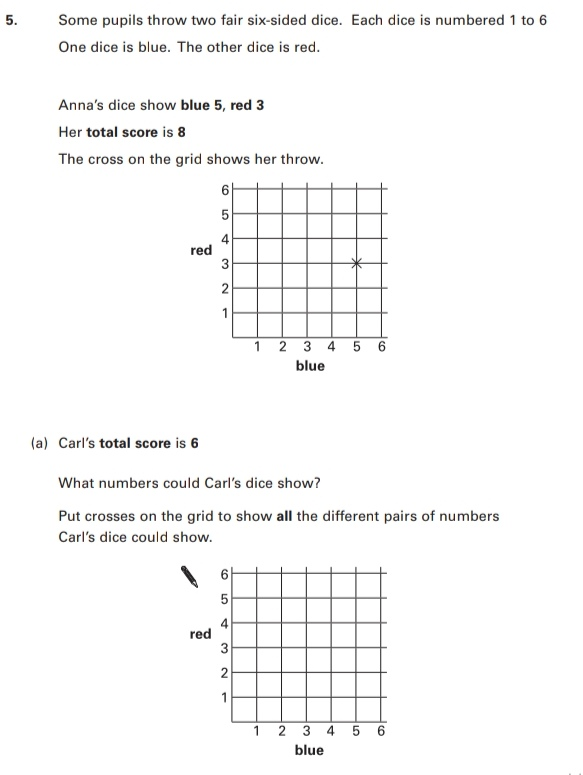 5. Some pupils throw two fair six-sided dice. Each dice is numbered 1 to 6
One dice is blue. The other dice is red.
Anna's dice show blue 5, red 3
Her total score is 8
The cross on the grid shows her throw.
6
5
4
red
3
2
1
1 2 3 4 5 6
blue
(a) Carl's total score is 6
What numbers could Carl's dice show?
Put crosses on the grid to show all the different pairs of numbers
Carl's dice could show.
6
5
4
red
3
2
1
1 2 3 4 5 6
blue